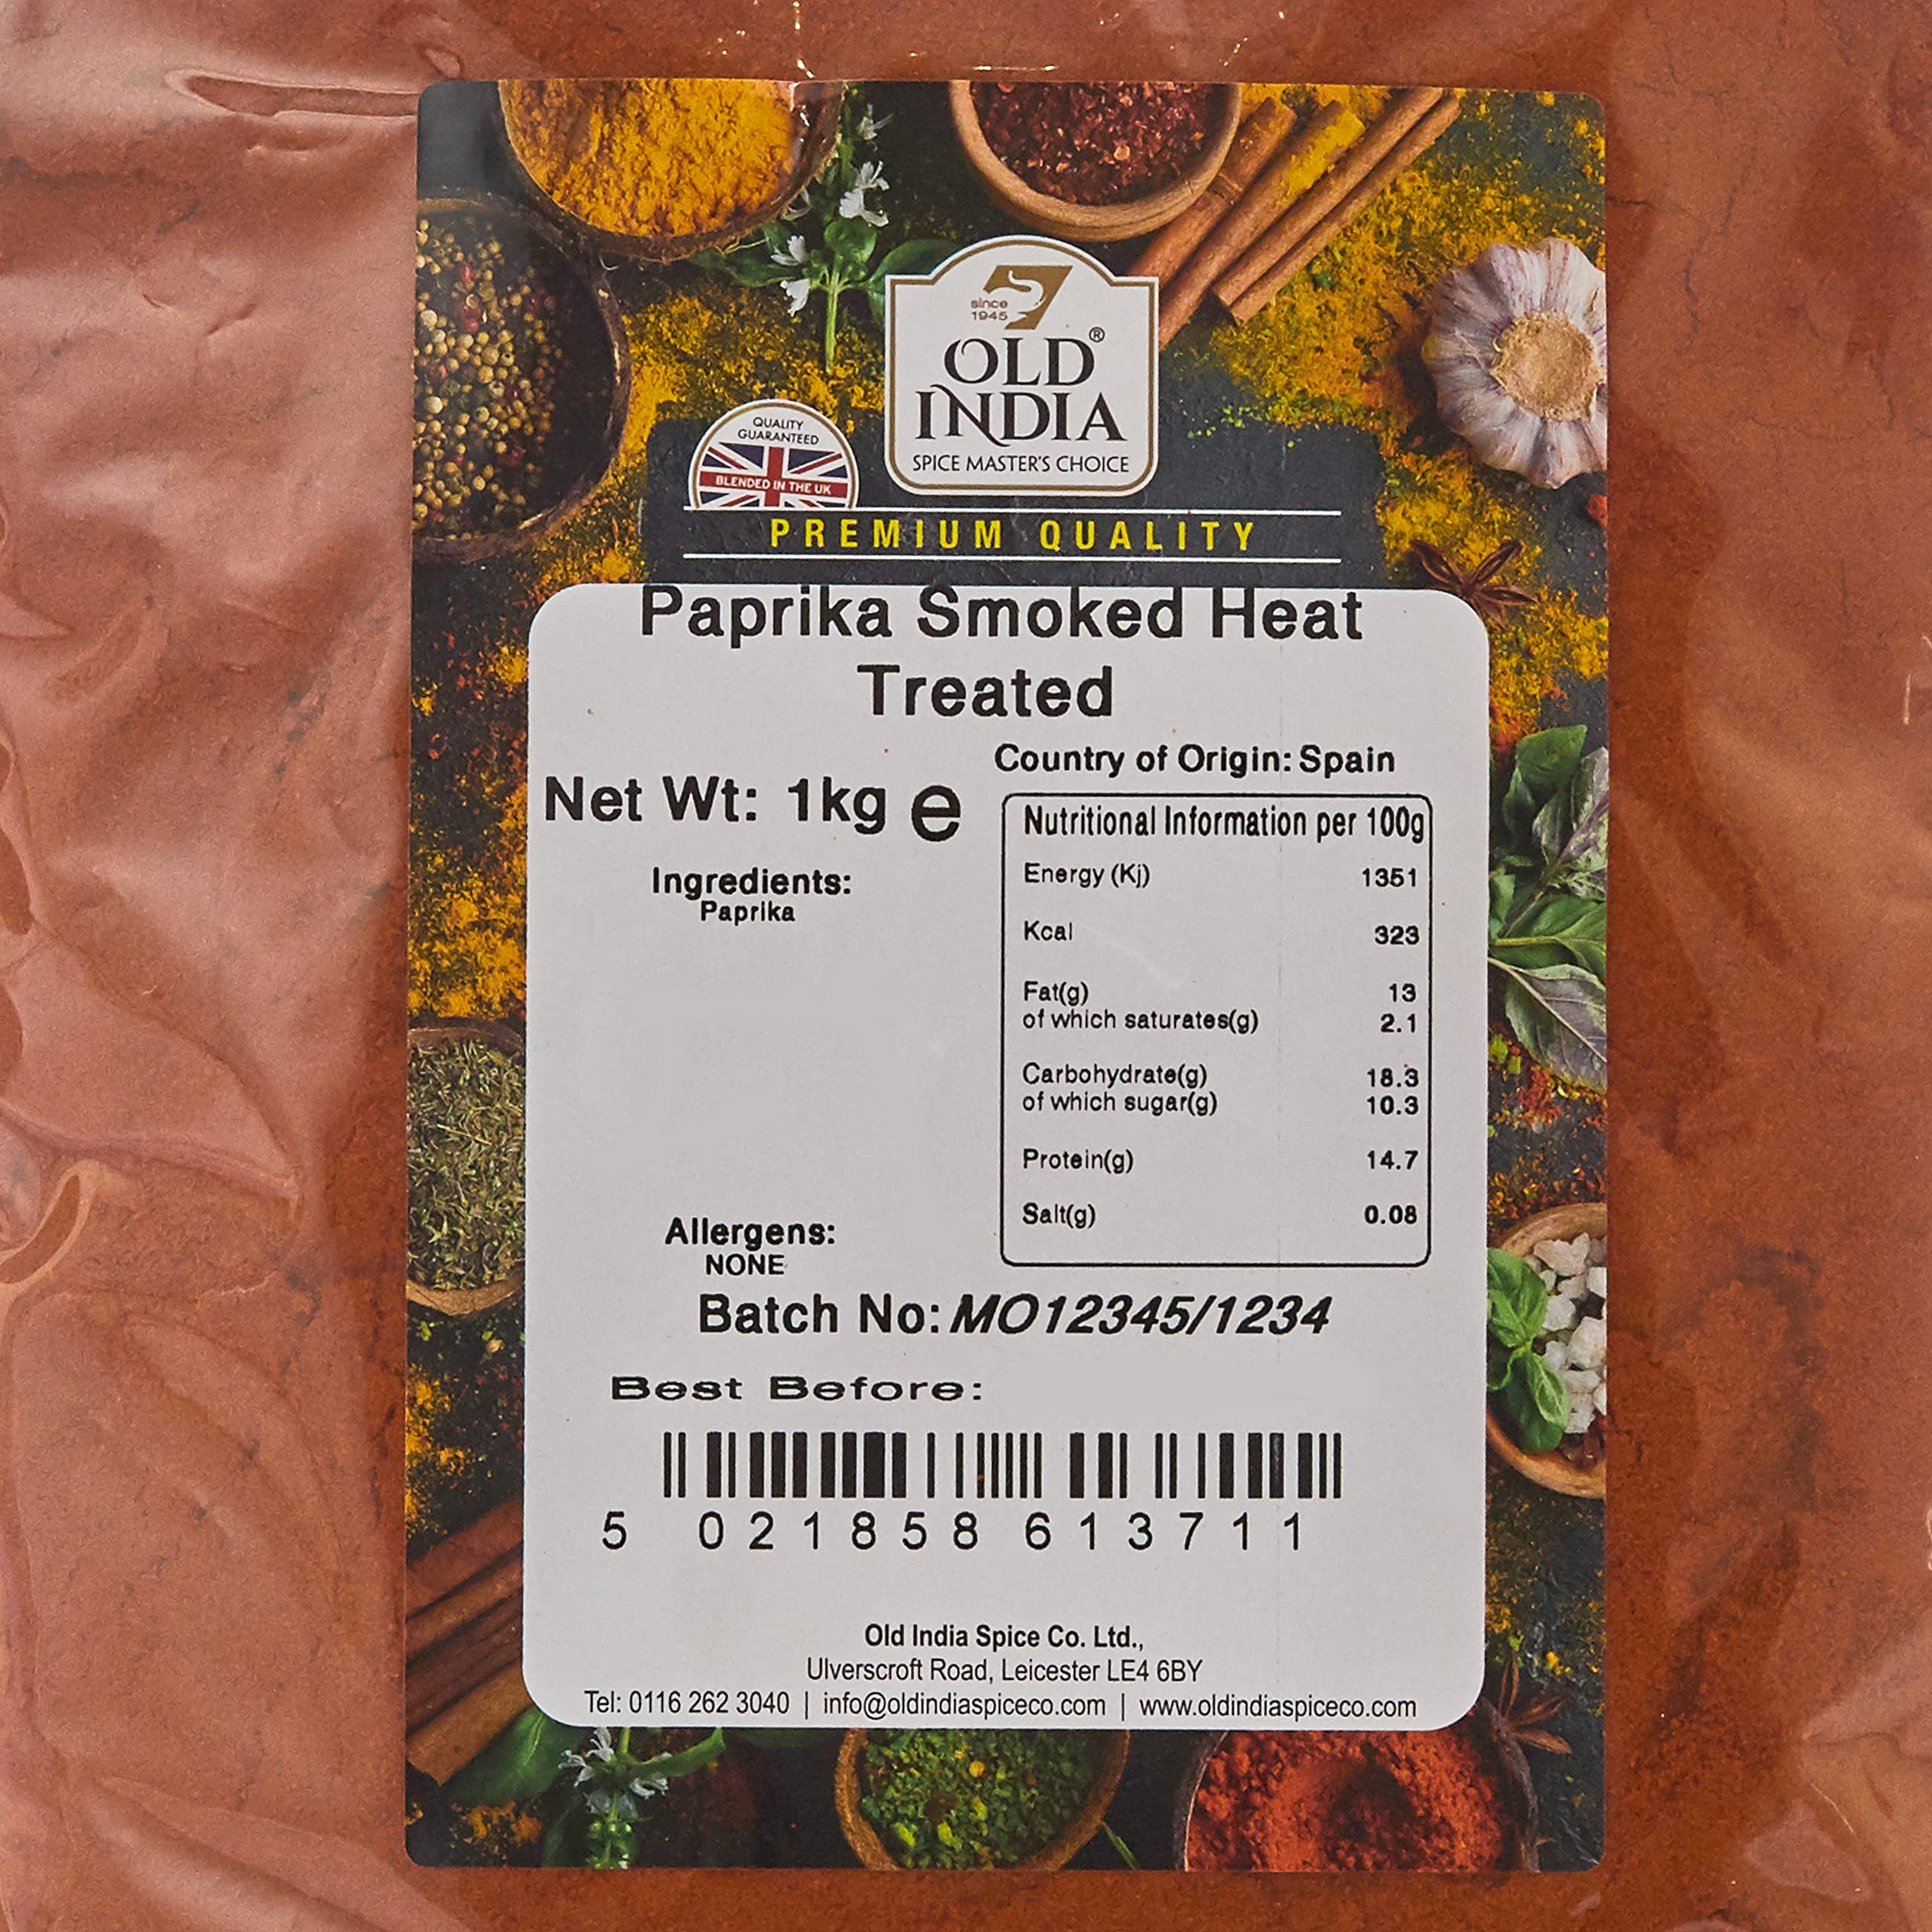 since
1945
OLD®
INDIA
SPICE MASTER'S CHOICE
QUALITY
GUARANTEED
BLENDED IN THE UK
PREMIUM QUALITY
Paprika Smoked Heat
Treated
Country of Origin: Spain
Net Wt: 1kg e
Ingredients:
Paprika
Nutritional Information per 100g
Energy (Kj) 1351
Kcal 323
Fat(g) 13
of which saturates(g) 2.1
Carbohydrate(g) 18.3
of which sugar(g) 10.3
Protein(g) 14.7
Salt(g) 0.08
Allergens:
NONE
Batch No: MO12345/1234
Best Before:
5 021858 613711
Old India Spice Co. Ltd.,
Ulverscroft Road, Leicester LE4 6BY
Tel: 0116 262 3040 | info@oldindiaspiceco.com | www.oldindiaspiceco.com